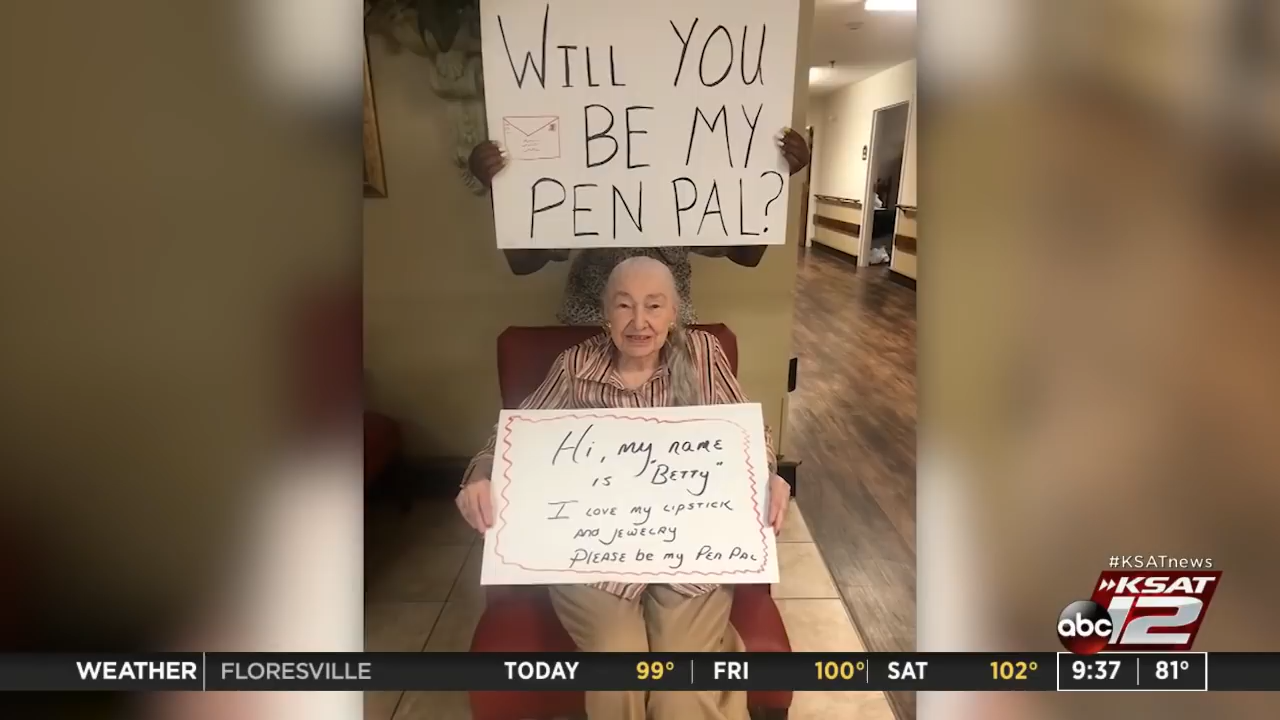 WILL YOU
BE MY
PEN PAL?
Hi, my name
is "Betty"
I love my lipstick
and jewelry
Please be my Pen Pal
#KSATnews
KSAT
abc 12
WEATHER FLORESVILLE TODAY 99° FRI 100° SAT 102° 9:37 81°